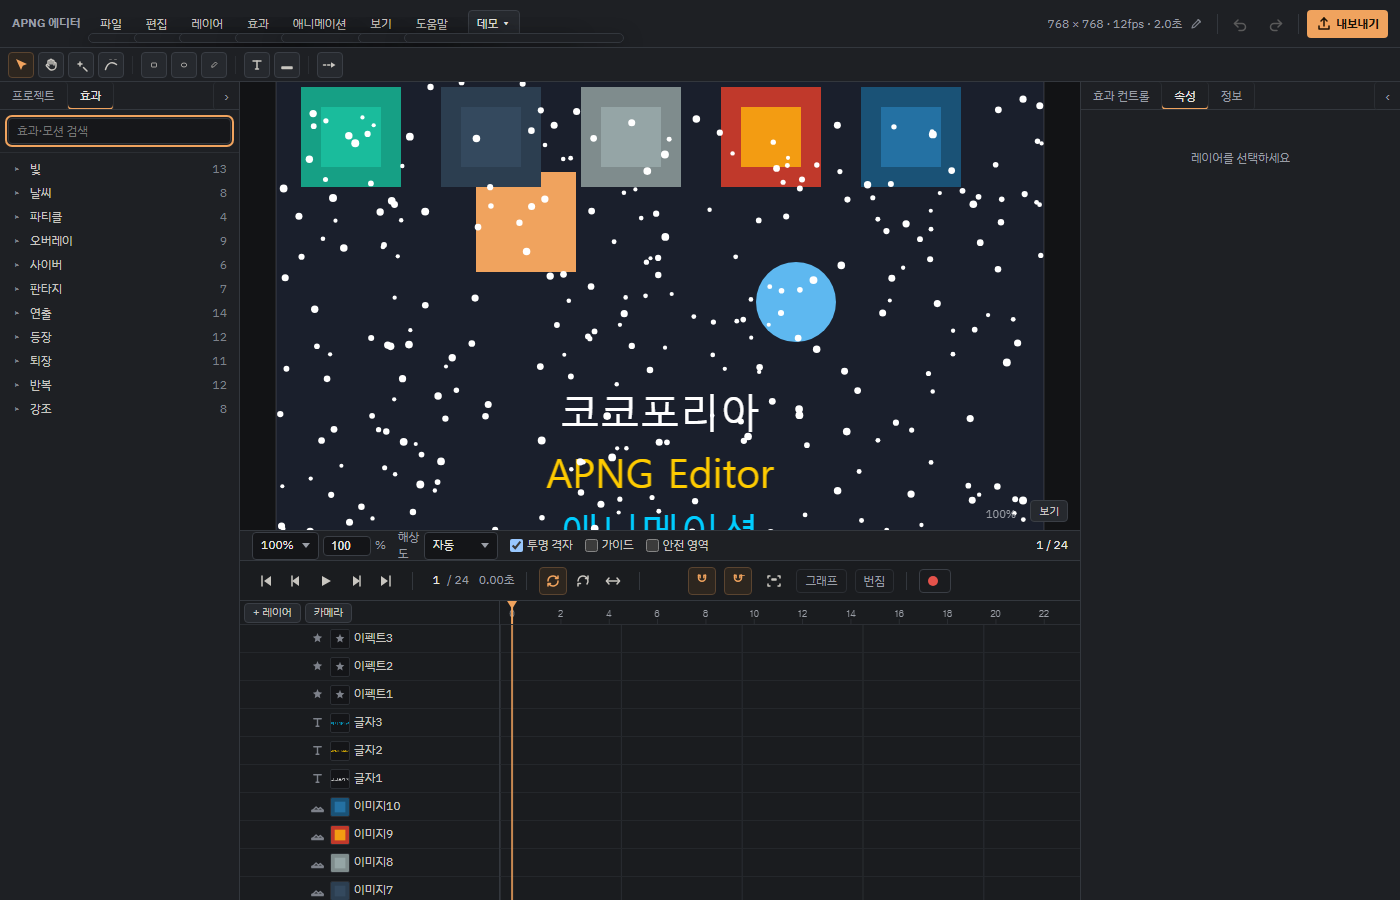 APNG 에디터 파일 편집 레이어 효과 애니메이션 보기 도움말 데모 768 × 768 · 12fps · 2.0초 내보내기
프로젝트 효과
효과·모션 검색
빛 13
날씨 8
파티클 4
오버레이 9
사이버 6
판타지 7
연출 14
등장 12
퇴장 11
반복 12
강조 8
코코포리아
APNG Editor
애니메이션
100% 보기
효과 컨트롤 속성 정보
레이어를 선택하세요
100% 100 % 해상도 자동 투명 격자 가이드 안전 영역 1 / 24
1 / 24 0.00초 그래프 번짐
+ 레이어 카메라 0 2 4 6 8 10 12 14 16 18 20 22
이펙트3
이펙트2
이펙트1
글자3
글자2
글자1
이미지10
이미지9
이미지8
이미지7